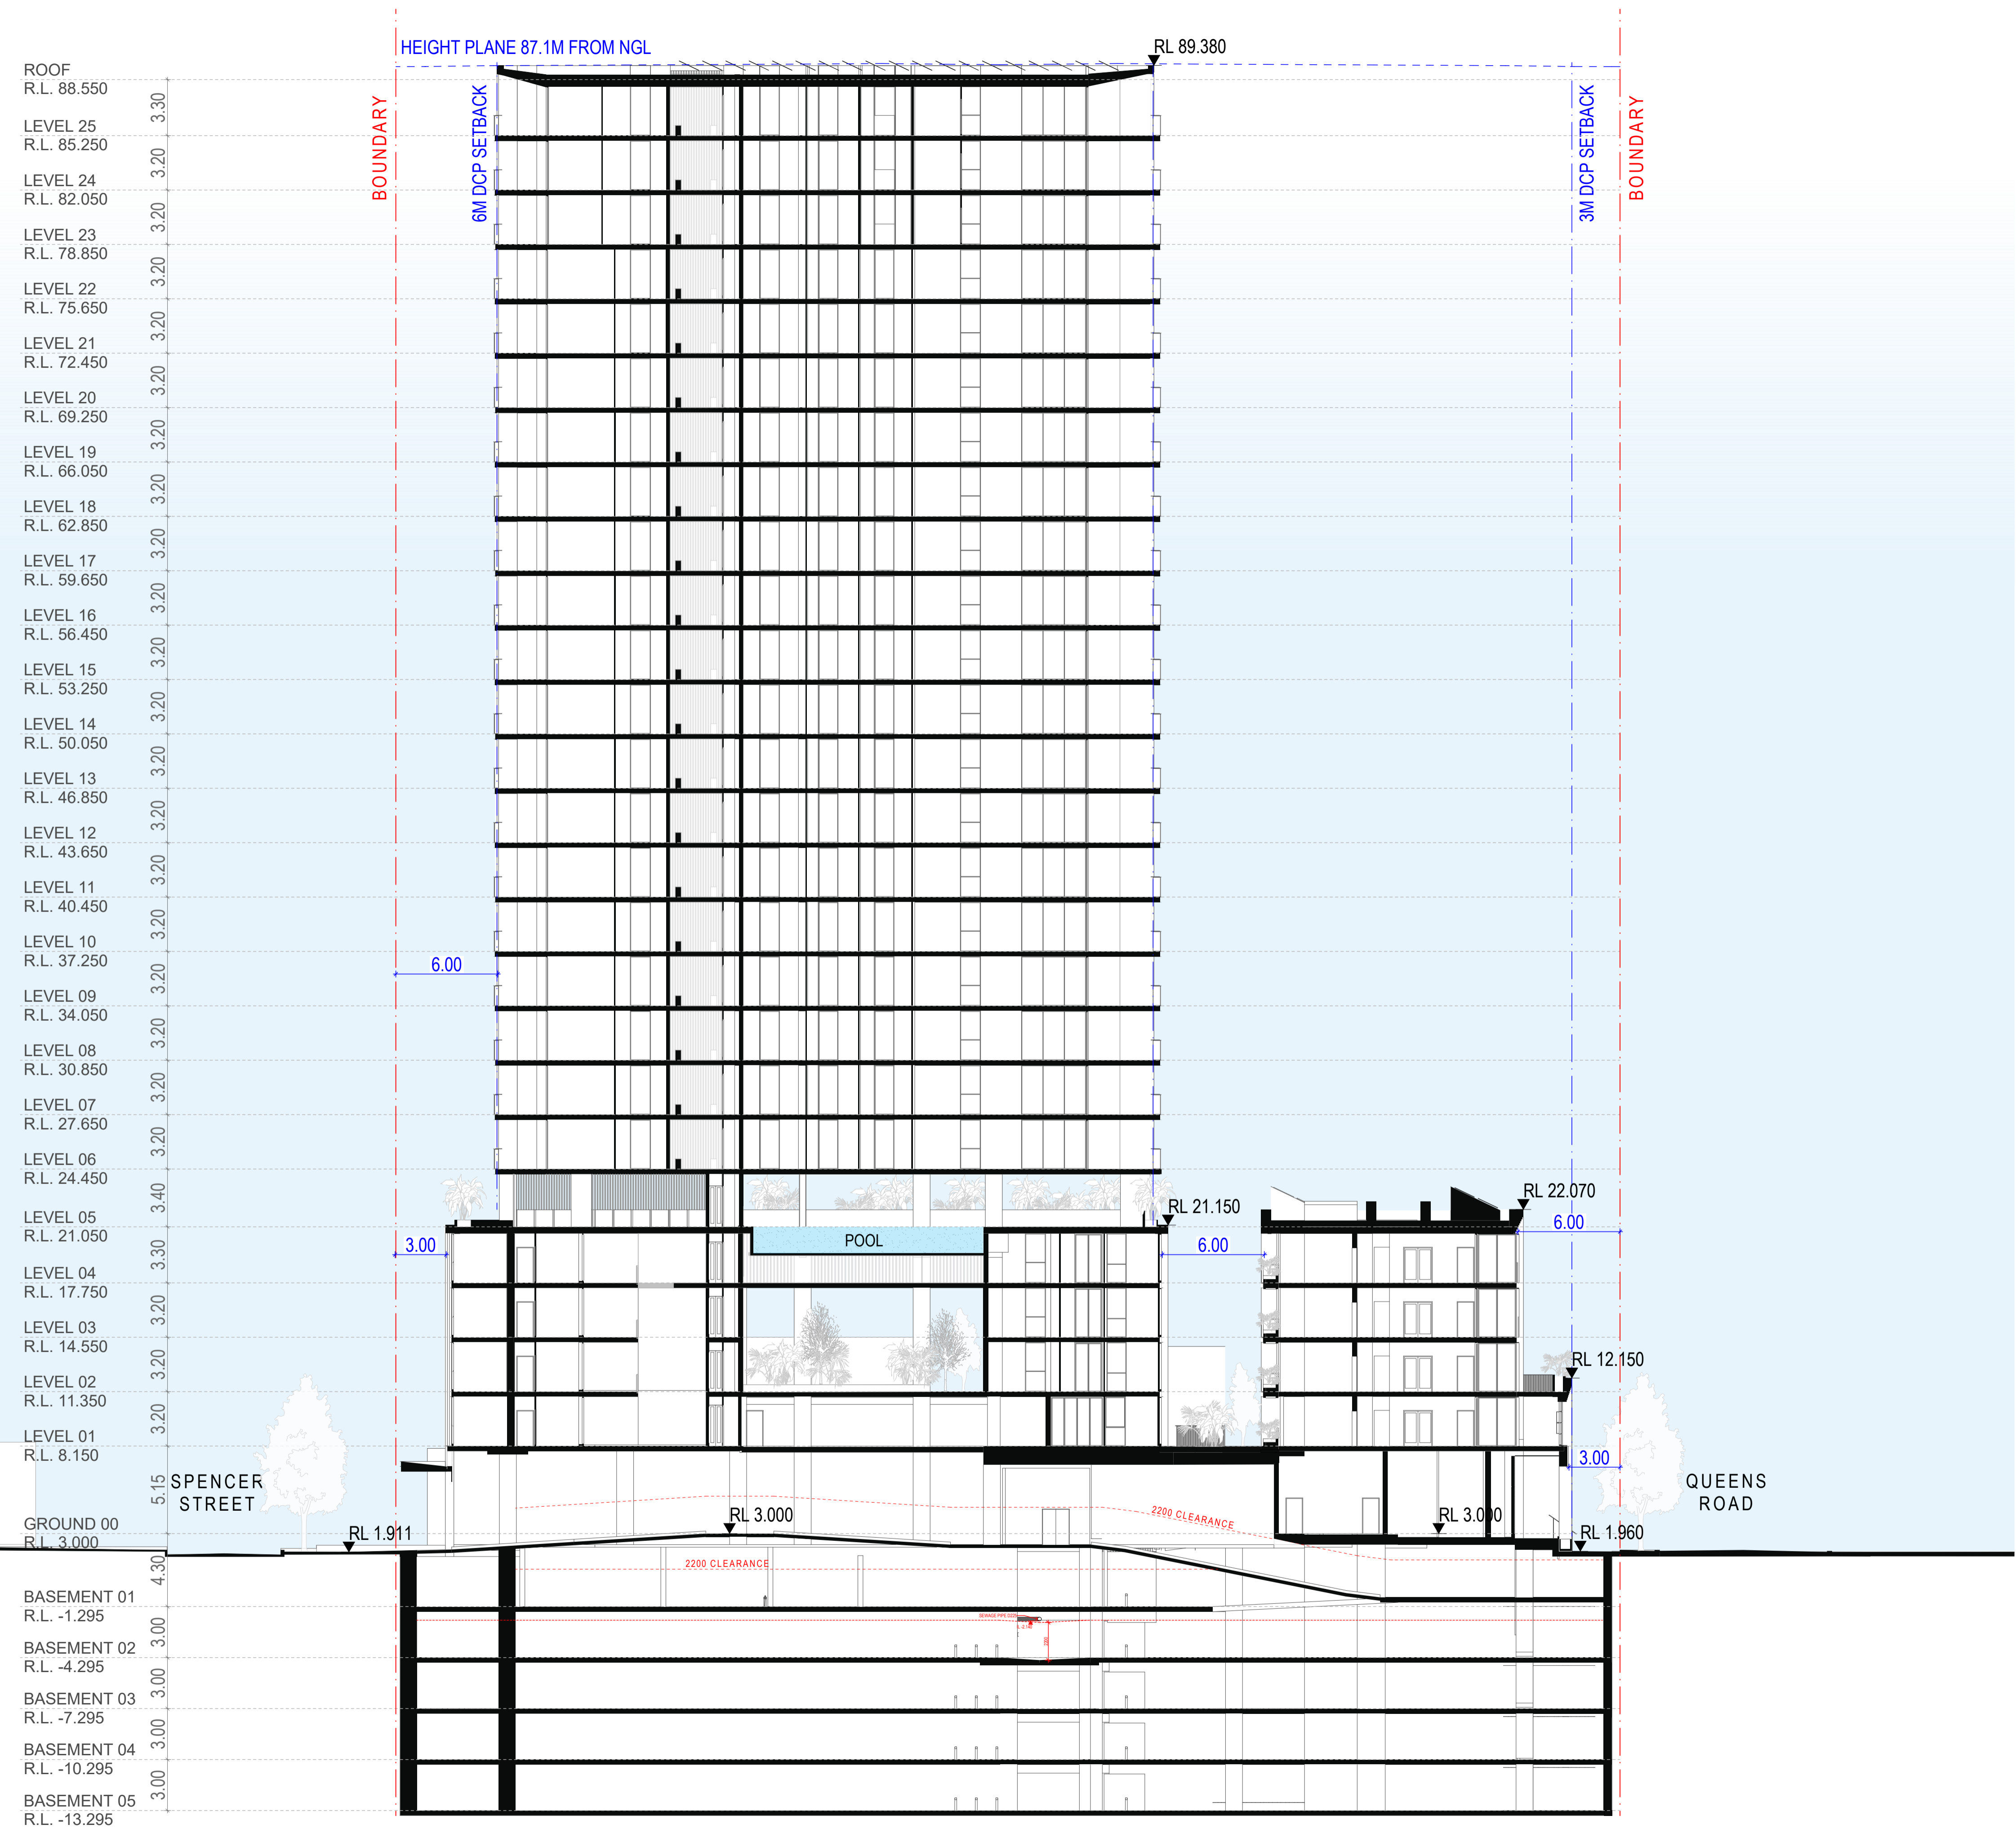 HEIGHT PLANE 87.1M FROM NGL
RL 89.380
BOUNDARY
6M DCP SETBACK
3M DCP SETBACK
BOUNDARY
ROOF
R.L. 88.550
3.30
LEVEL 25
R.L. 85.250
3.20
LEVEL 24
R.L. 82.050
3.20
LEVEL 23
R.L. 78.850
3.20
LEVEL 22
R.L. 75.650
3.20
LEVEL 21
R.L. 72.450
3.20
LEVEL 20
R.L. 69.250
3.20
LEVEL 19
R.L. 66.050
3.20
LEVEL 18
R.L. 62.850
3.20
LEVEL 17
R.L. 59.650
3.20
LEVEL 16
R.L. 56.450
3.20
LEVEL 15
R.L. 53.250
3.20
LEVEL 14
R.L. 50.050
3.20
LEVEL 13
R.L. 46.850
3.20
LEVEL 12
R.L. 43.650
3.20
LEVEL 11
R.L. 40.450
3.20
LEVEL 10
R.L. 37.250
3.20
6.00
LEVEL 09
R.L. 34.050
3.20
LEVEL 08
R.L. 30.850
3.20
LEVEL 07
R.L. 27.650
3.20
LEVEL 06
R.L. 24.450
3.40
RL 21.150
RL 22.070
LEVEL 05
R.L. 21.050
3.30
3.00
POOL
6.00
6.00
LEVEL 04
R.L. 17.750
3.20
LEVEL 03
R.L. 14.550
3.20
RL 12.150
LEVEL 02
R.L. 11.350
3.20
LEVEL 01
R.L. 8.150
5.15
3.00
SPENCER
STREET
QUEENS
ROAD
2200 CLEARANCE
GROUND 00
R.L. 3.000
RL 1.911
RL 3.000
RL 3.000
RL 1.960
4.30
2200 CLEARANCE
BASEMENT 01
R.L. -1.295
3.00
BASEMENT 02
R.L. -4.295
3.00
BASEMENT 03
R.L. -7.295
3.00
BASEMENT 04
R.L. -10.295
3.00
BASEMENT 05
R.L. -13.295